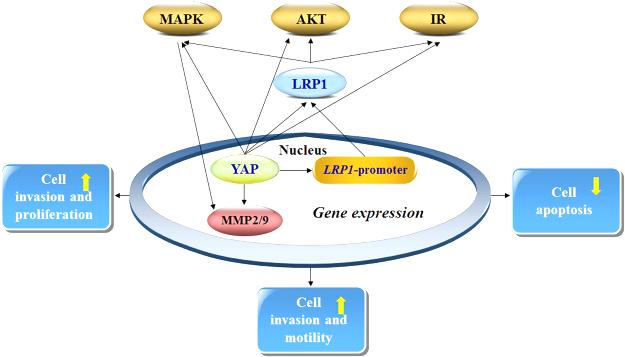 MAPK
AKT
IR
LRP1
Nucleus
YAP
LRP1-promoter
MMP2/9
Gene expression
Cell
invasion and
proliferation
Cell
apoptosis
Cell
invasion and
motility